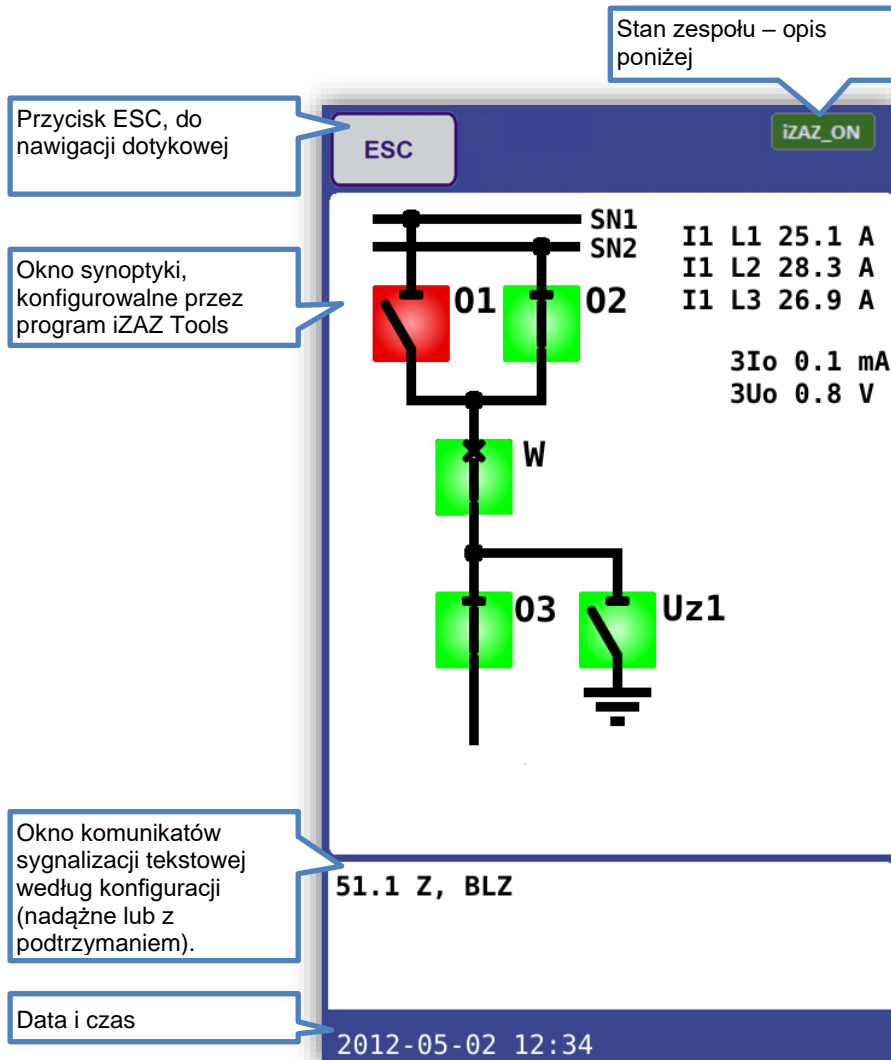 Stan zespołu – opis
poniżej
Przycisk ESC, do
nawigacji dotykowej
ESC
iZAZ_ON
Okno synoptyki,
konfigurowalne przez
program iZAZ Tools
SN1
SN2
I1 L1 25.1 A
I1 L2 28.3 A
I1 L3 26.9 A
3Io 0.1 mA
3Uo 0.8 V
O1
O2
W
O3
Uz1
Okno komunikatów
sygnalizacji tekstowej
według konfiguracji
(nadążne lub z
podtrzymaniem).
51.1 Z, BLZ
Data i czas
2012-05-02 12:34